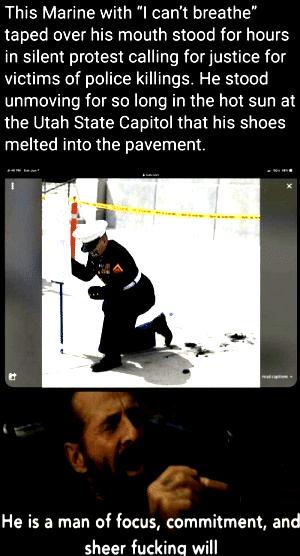 This Marine with “I can’t breathe”
taped over his mouth stood for hours
in silent protest calling for justice for
victims of police killings. He stood
unmoving for so long in the hot sun at
the Utah State Capitol that his shoes
melted into the pavement.
read captions
He is a man of focus, commitment, and
sheer fucking will